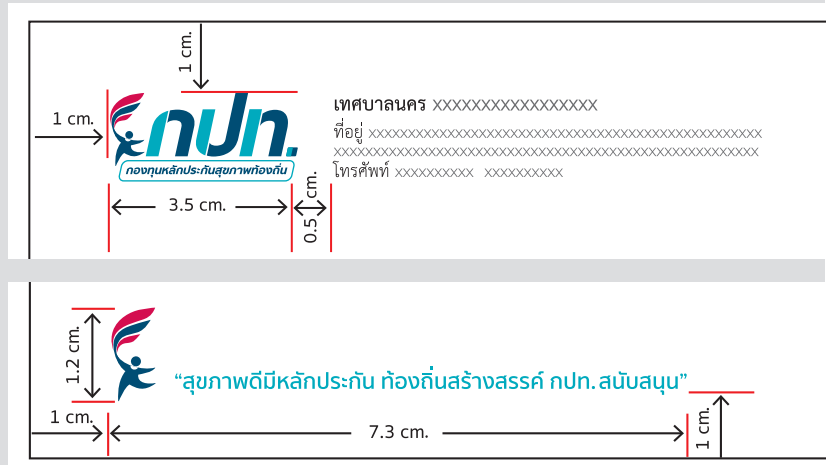 1 cm.
1 cm.
กปท.
กองทุนหลักประกันสุขภาพท้องถิ่น
เทศบาลนคร XXXXXXXXXXXXXXXXX
ที่อยู่ XXXXXXXXXXXXXXXXXXXXXXXXXXXXXXXXXXXXXXXXXXXXXXXXXX
XXXXXXXXXXXXXXXXXXXXXXXXXXXXXXXXXXXXXXXXXXXXXXXXXXXXXX
โทรศัพท์ XXXXXXXXXX XXXXXXXXXX
3.5 cm.
0.5 cm.
1.2 cm.
“สุขภาพดีมีหลักประกัน ท้องถิ่นสร้างสรรค์ กปท. สนับสนุน”
1 cm.
7.3 cm.
1 cm.